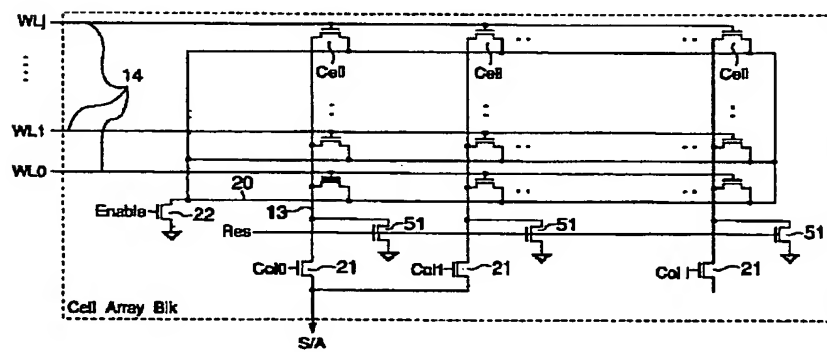 WLj
Cell Cell Cell
14
WL1
WL0
20
Enable 22
13
Res 51 51 51
Col0 21 Col1 21 Col i 21
Cell Array Blk
S/A